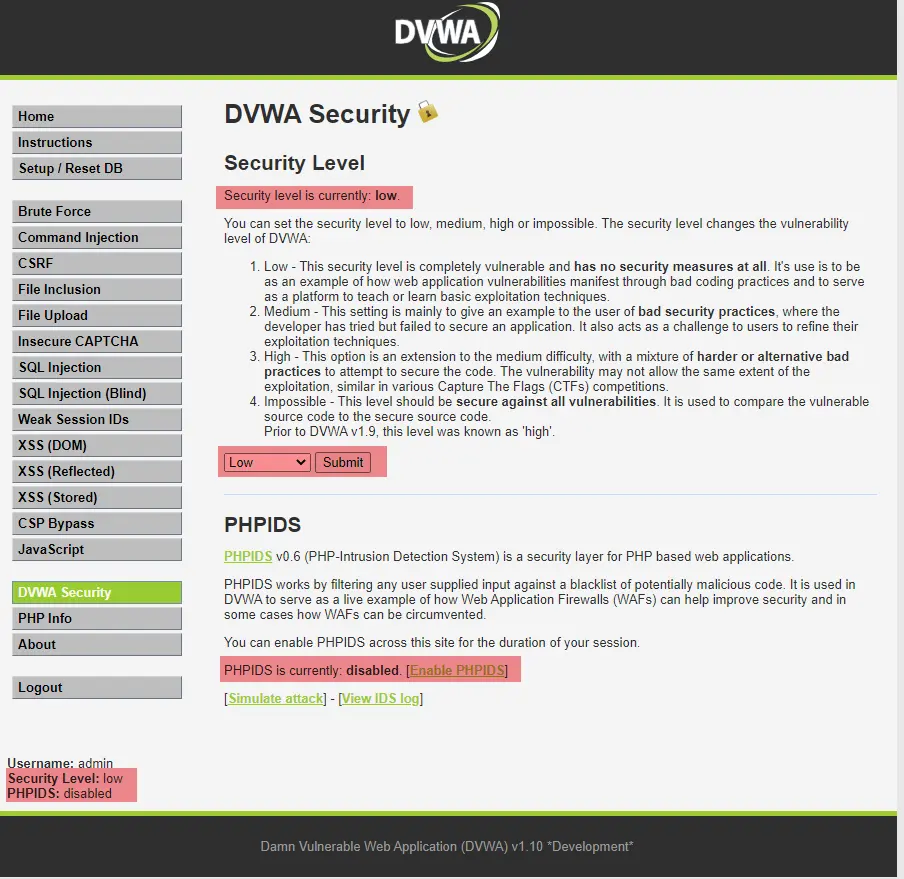 DVWA
Home
Instructions
Setup / Reset DB
Brute Force
Command Injection
CSRF
File Inclusion
File Upload
Insecure CAPTCHA
SQL Injection
SQL Injection (Blind)
Weak Session IDs
XSS (DOM)
XSS (Reflected)
XSS (Stored)
CSP Bypass
JavaScript
DVWA Security
PHP Info
About
Logout
DVWA Security
Security Level
Security level is currently: low.
You can set the security level to low, medium, high or impossible. The security level changes the vulnerability
level of DVWA:
1. Low - This security level is completely vulnerable and has no security measures at all. It's use is to be
as an example of how web application vulnerabilities manifest through bad coding practices and to serve
as a platform to teach or learn basic exploitation techniques.
2. Medium - This setting is mainly to give an example to the user of bad security practices, where the
developer has tried but failed to secure an application. It also acts as a challenge to users to refine their
exploitation techniques.
3. High - This option is an extension to the medium difficulty, with a mixture of harder or alternative bad
practices to attempt to secure the code. The vulnerability may not allow the same extent of the
exploitation, similar in various Capture The Flags (CTFs) competitions.
4. Impossible - This level should be secure against all vulnerabilities. It is used to compare the vulnerable
source code to the secure source code.
Prior to DVWA v1.9, this level was known as 'high'.
Low Submit
PHPIDS
PHPIDS v0.6 (PHP-Intrusion Detection System) is a security layer for PHP based web applications.
PHPIDS works by filtering any user supplied input against a blacklist of potentially malicious code. It is used in
DVWA to serve as a live example of how Web Application Firewalls (WAFs) can help improve security and in
some cases how WAFs can be circumvented.
You can enable PHPIDS across this site for the duration of your session.
PHPIDS is currently: disabled. [Enable PHPIDS]
[Simulate attack] - [View IDS log]
Username: admin
Security Level: low
PHPIDS: disabled
Damn Vulnerable Web Application (DVWA) v1.10 *Development*